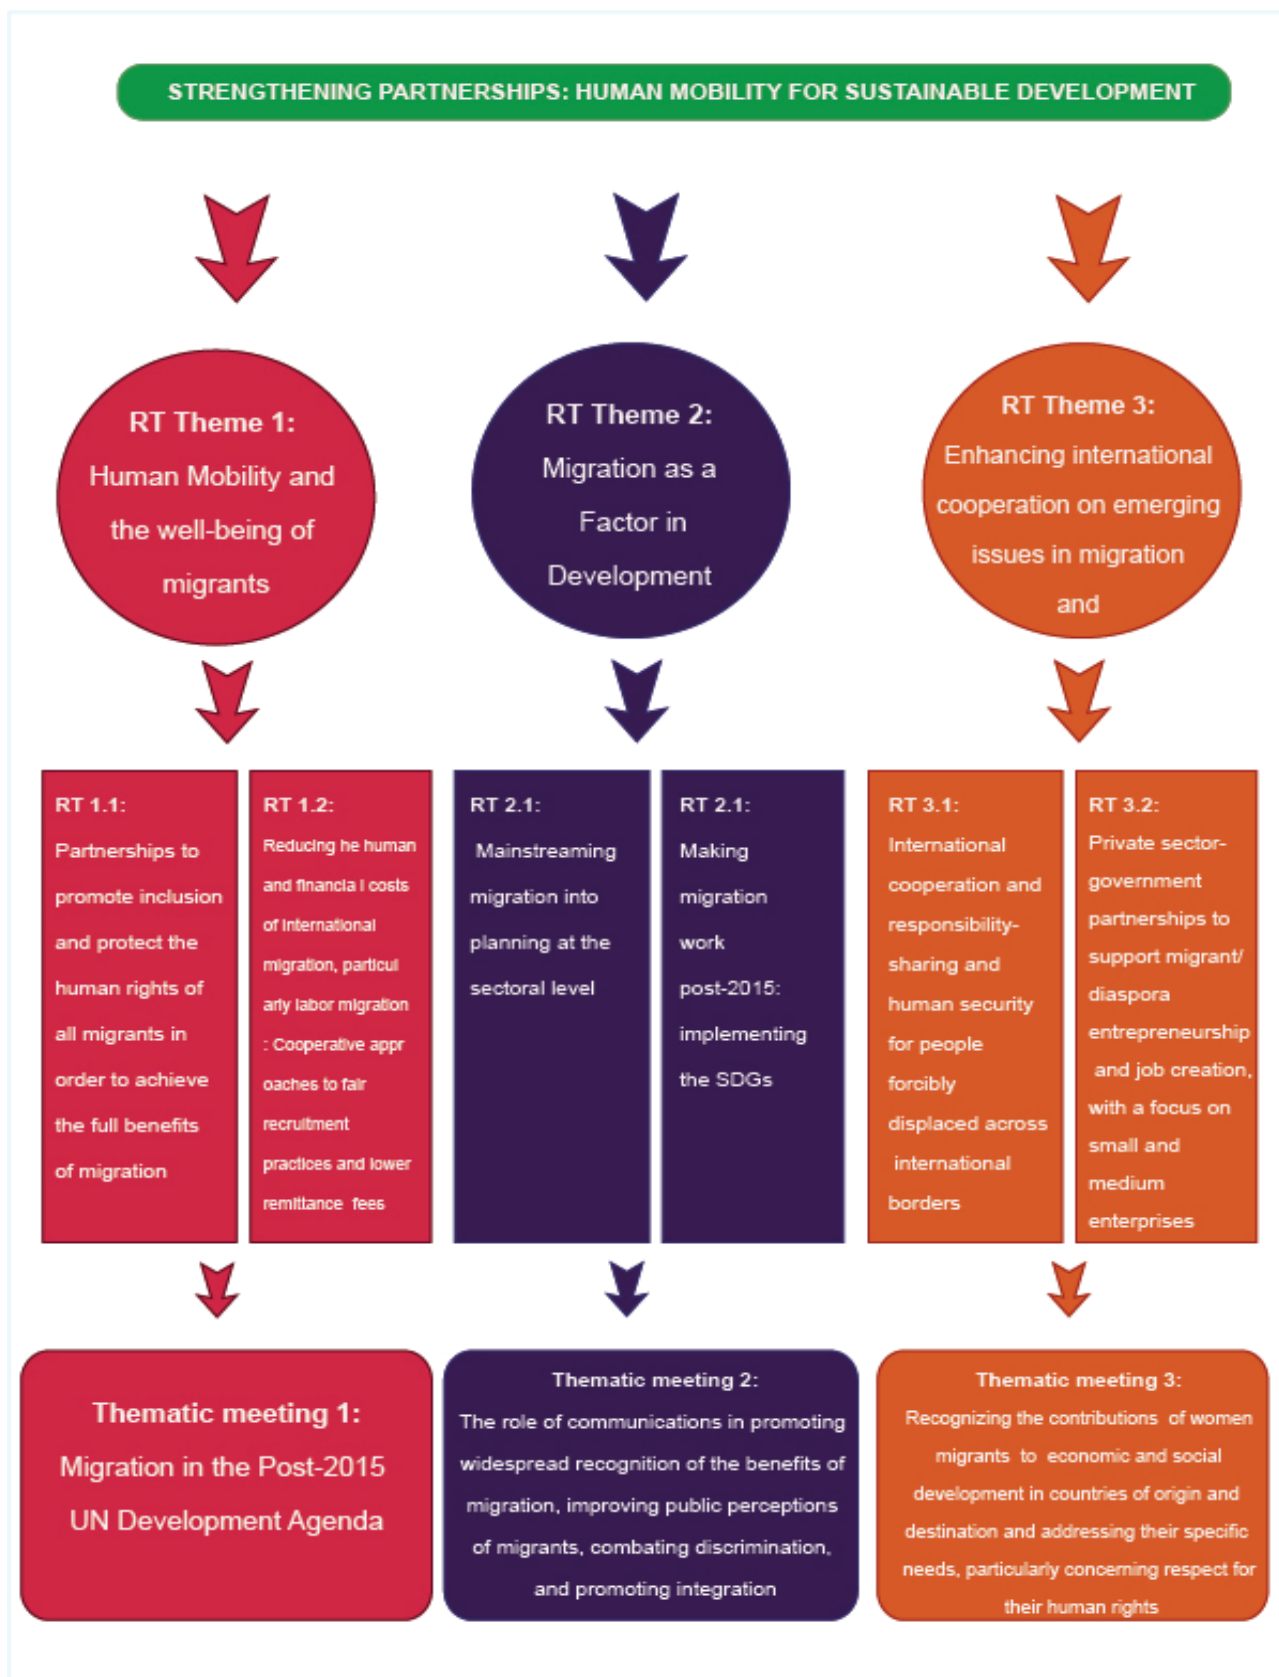 STRENGTHENING PARTNERSHIPS: HUMAN MOBILITY FOR SUSTAINABLE DEVELOPMENT
RT Theme 1:
Human Mobility and
the well-being of
migrants
RT Theme 2:
Migration as a
Factor in
Development
RT Theme 3:
Enhancing international
cooperation on emerging
issues in migration
and
RT 1.1:
Partnerships to
promote inclusion
and protect the
human rights of
all migrants in
order to achieve
the full benefits
of migration
RT 1.2:
Reducing he human
and financia l costs
of international
migration, particul
arly labor migration
: Cooperative appr
oaches to fair
recruitment
practices and lower
remittance fees
RT 2.1:
Mainstreaming
migration into
planning at the
sectoral level
RT 2.1:
Making
migration
work
post-2015:
implementing
the SDGs
RT 3.1:
International
cooperation and
responsibility-
sharing and
human security
for people
forcibly
displaced across
international
borders
RT 3.2:
Private sector-
government
partnerships to
support migrant/
diaspora
entrepreneurship
and job creation,
with a focus on
small and
medium
enterprises
Thematic meeting 1:
Migration in the Post-2015
UN Development Agenda
Thematic meeting 2:
The role of communications in promoting
widespread recognition of the benefits of
migration, improving public perceptions
of migrants, combating discrimination,
and promoting integration
Thematic meeting 3:
Recognizing the contributions of women
migrants to economic and social
development in countries of origin and
destination and addressing their specific
needs, particularly concerning respect for
their human rights